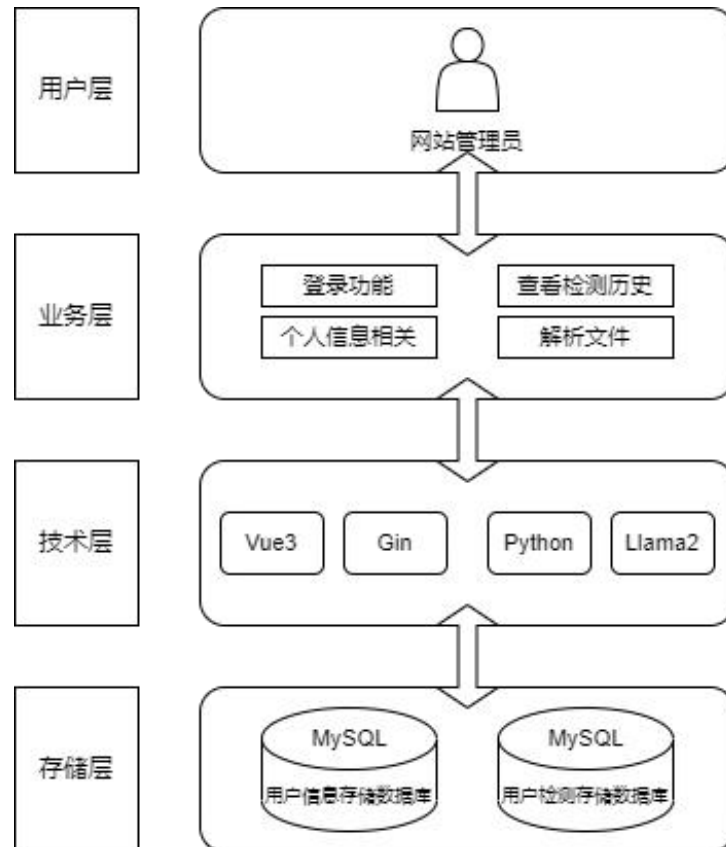 用户层
网站管理员
业务层
登录功能
查看检测历史
个人信息相关
解析文件
技术层
Vue3
Gin
Python
Llama2
存储层
MySQL
MySQL
用户信息存储数据库
用户检测存储数据库